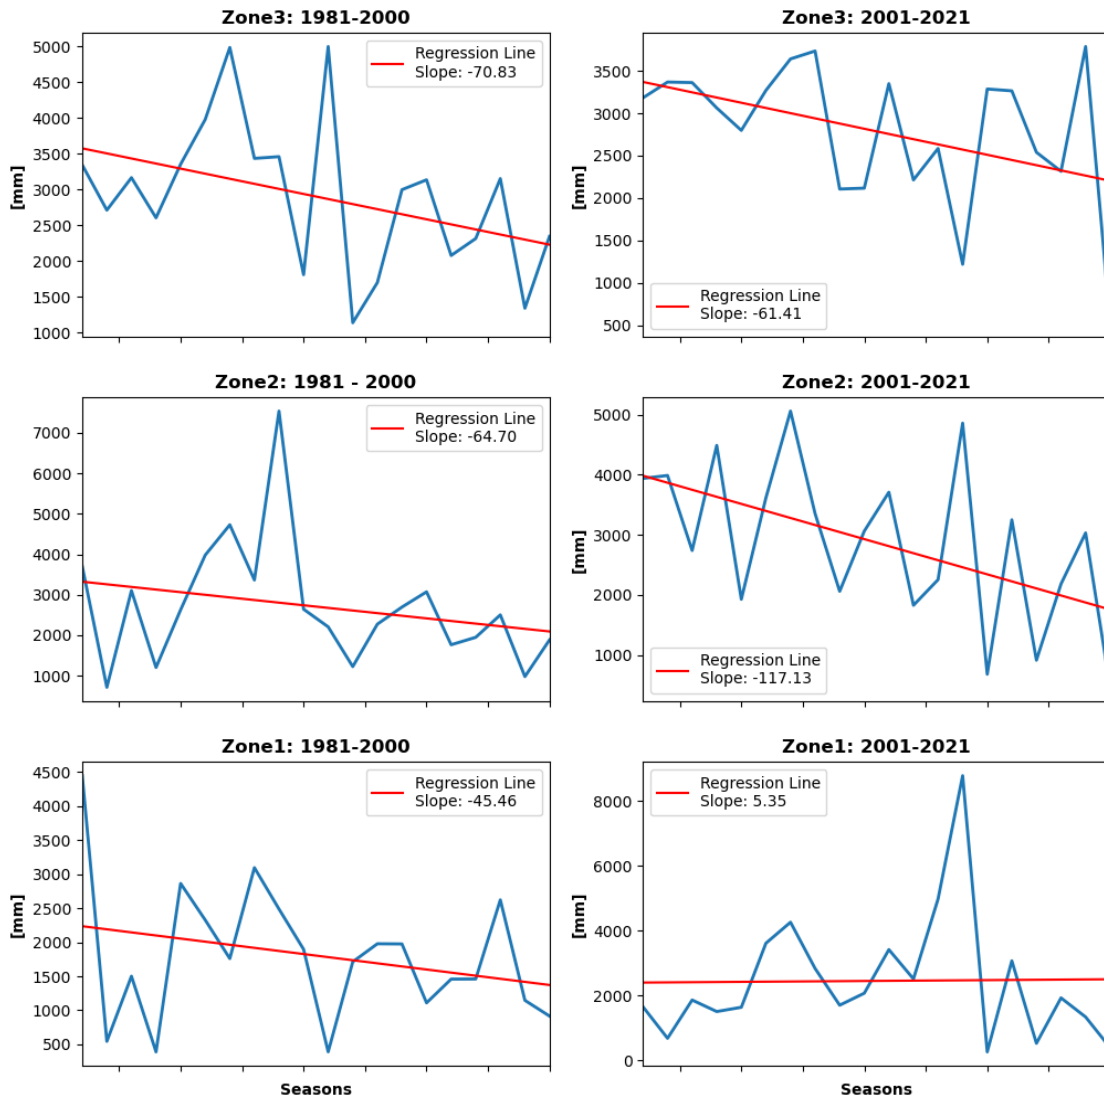 Zone3: 1981-2000
5000
4500
4000
3500
3000
2500
2000
1500
1000
[mm]
Regression Line
Slope: -70.83
Zone3: 2001-2021
3500
3000
2500
2000
1500
1000
500
[mm]
Regression Line
Slope: -61.41
Zone2: 1981 - 2000
7000
6000
5000
4000
3000
2000
1000
[mm]
Regression Line
Slope: -64.70
Zone2: 2001-2021
5000
4000
3000
2000
1000
[mm]
Regression Line
Slope: -117.13
Zone1: 1981-2000
4500
4000
3500
3000
2500
2000
1500
1000
500
[mm]
Regression Line
Slope: -45.46
Seasons
Zone1: 2001-2021
8000
6000
4000
2000
0
[mm]
Regression Line
Slope: 5.35
Seasons